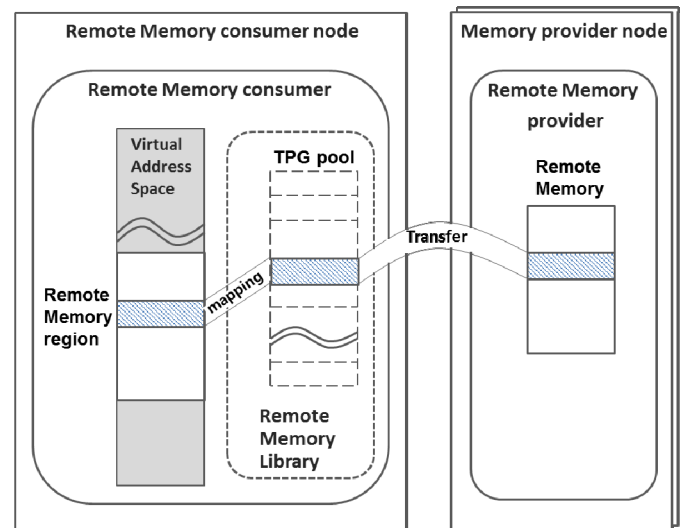 Remote Memory consumer node
Remote Memory consumer
Virtual
Address
Space
Remote
Memory
region
mapping
TPG pool
Remote
Memory
Library
Transfer
Memory provider node
Remote Memory
provider
Remote
Memory